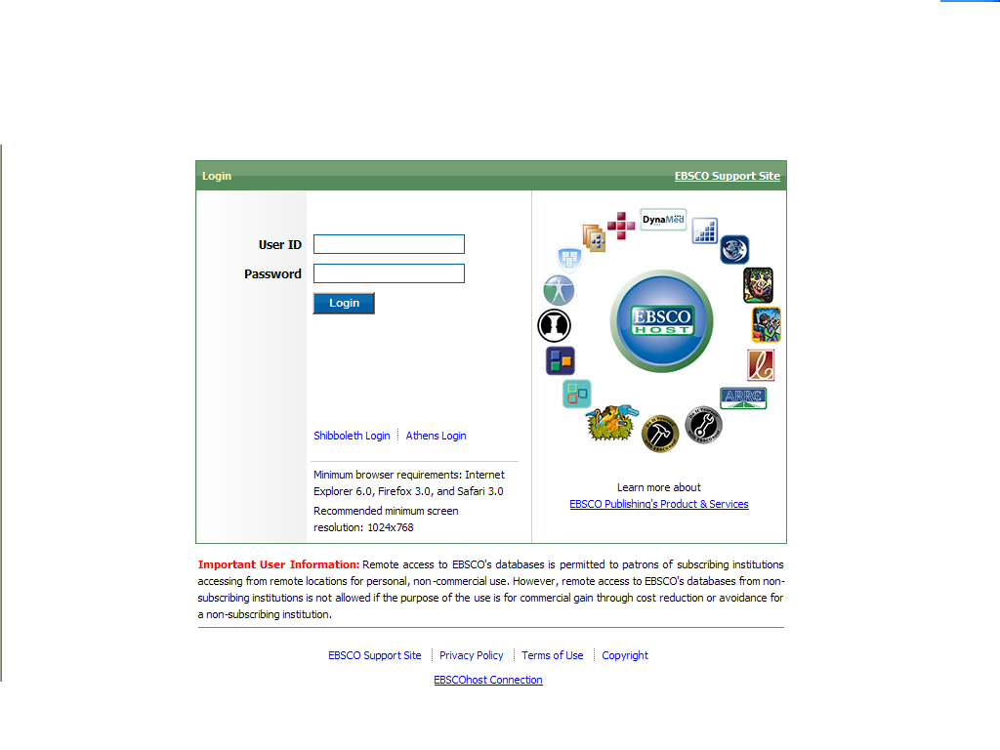 Login
EBSCO Support Site
User ID
Password
Login
Shibboleth Login
Athens Login
Minimum browser requirements: Internet
Explorer 6.0, Firefox 3.0, and Safari 3.0
Recommended minimum screen
resolution: 1024x768
DynaMed
EBSCO
HOST
ARRC
Learn more about
EBSCO Publishing's Product & Services
Important User Information: Remote access to EBSCO's databases is permitted to patrons of subscribing institutions
accessing from remote locations for personal, non-commercial use. However, remote access to EBSCO's databases from non-
subscribing institutions is not allowed if the purpose of the use is for commercial gain through cost reduction or avoidance for
a non-subscribing institution.
EBSCO Support Site
Privacy Policy
Terms of Use
Copyright
EBSCOhost Connection